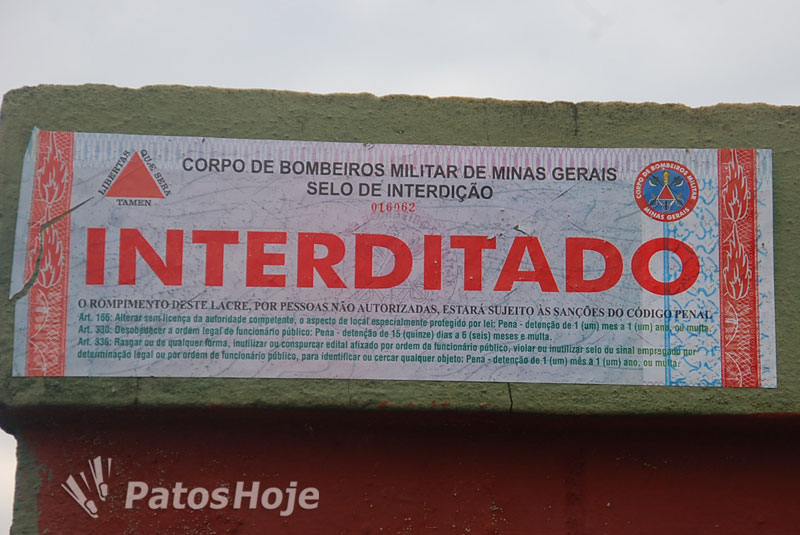 LIBERTAS QUÆ SERA
TAMEN
CORPO DE BOMBEIROS MILITAR DE MINAS GERAIS
SELO DE INTERDIÇÃO
016062
CORPO DE BOMBEIROS MILITAR
MINAS GERAIS
INTERDITADO
O ROMPIMENTO DESTE LACRE, POR PESSOAS NÃO AUTORIZADAS, ESTARÁ SUJEITO ÀS SANÇÕES DO CÓDIGO PENAL
Art. 166: Alterar sem licença da autoridade competente, o aspecto de local especialmente protegido por lei; Pena - detenção de 1 (um) mes a 1 (um) ano, ou multa.
Art. 330: Desobedecer a ordem legal de funcionário público; Pena - detenção de 15 (quinze) dias a 6 (seis) meses e multa.
Art. 336: Rasgar ou de qualquer forma, inutilizar ou conspurcar edital afixado por ordem de funcionário público, violar ou inutilizar selo ou sinal empregado por
determinação legal ou por ordem de funcionário público, para identificar ou cercar qualquer objeto: Pena - detenção de 1 (um) mês a 1 (um) ano, ou multa.
PatosHoje